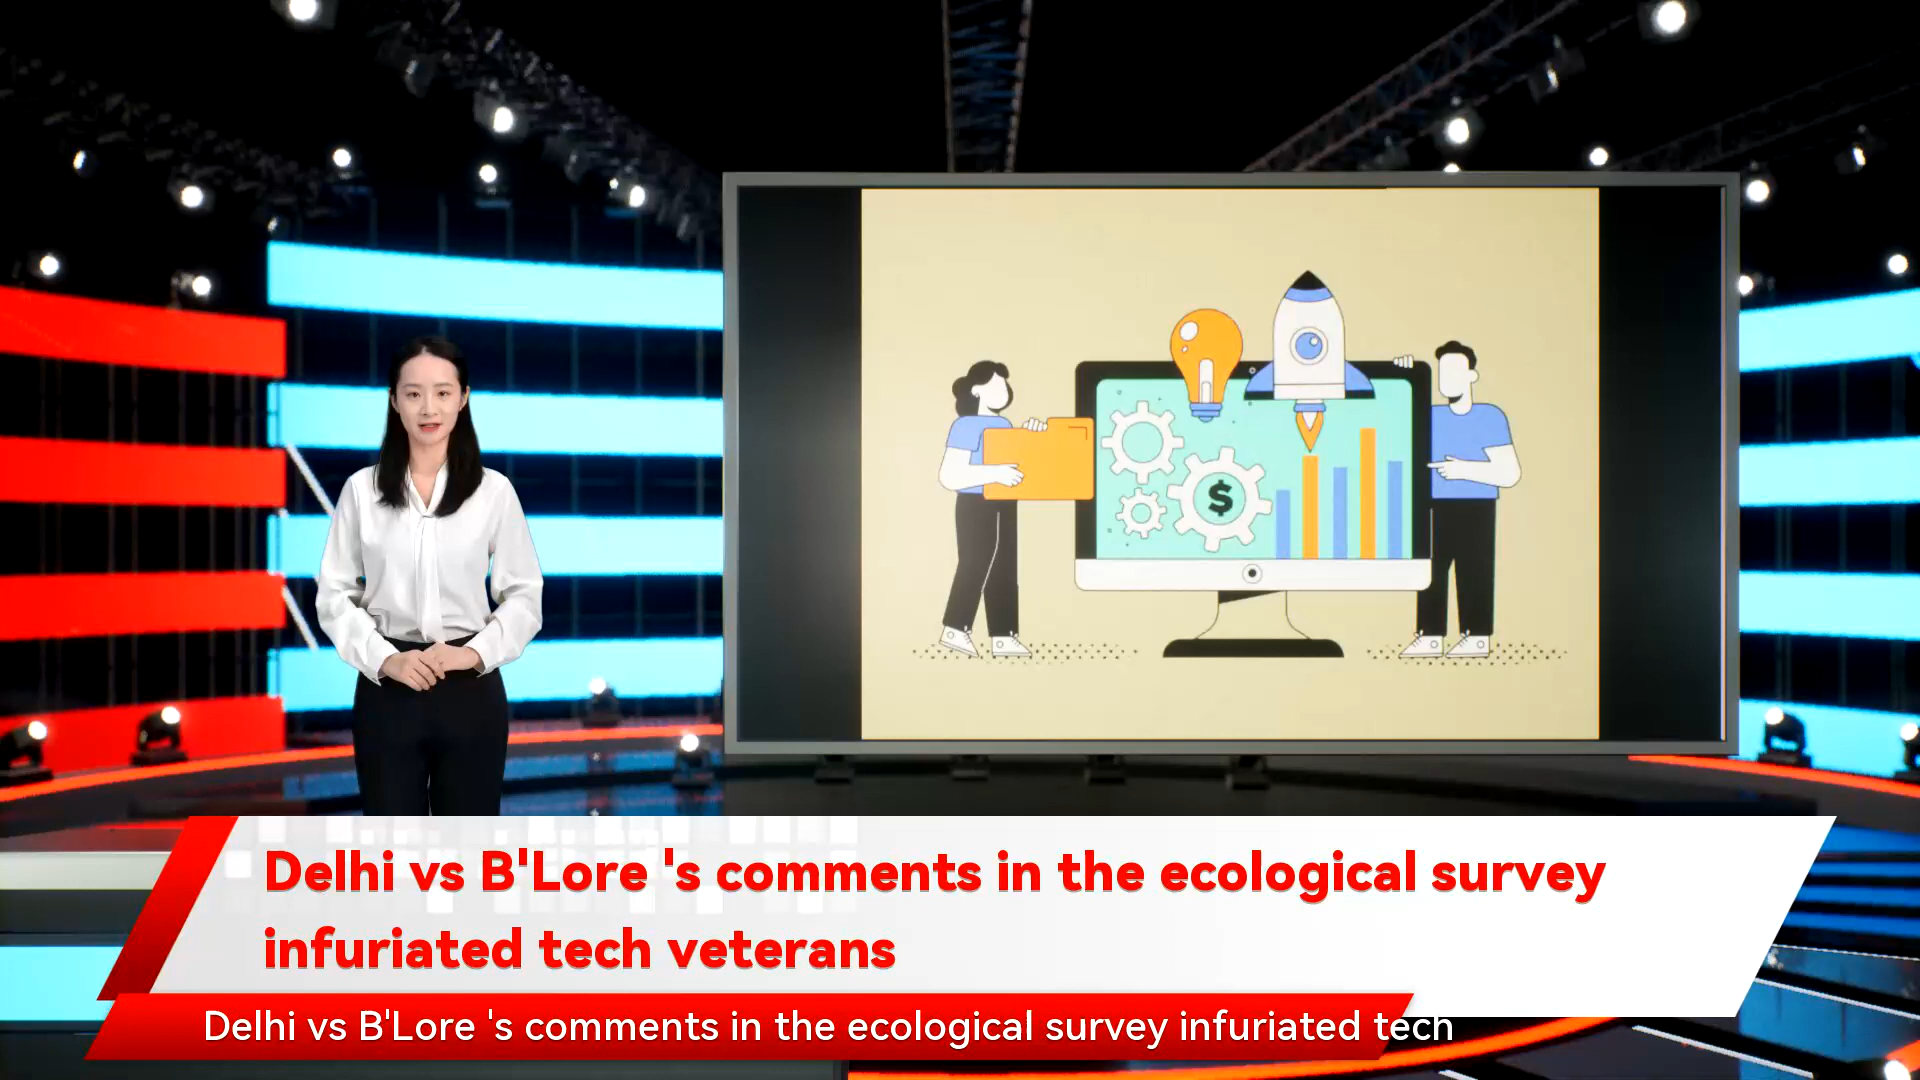 $
Delhi vs B'Lore 's comments in the ecological survey
infuriated tech veterans
Delhi vs B'Lore 's comments in the ecological survey infuriated tech